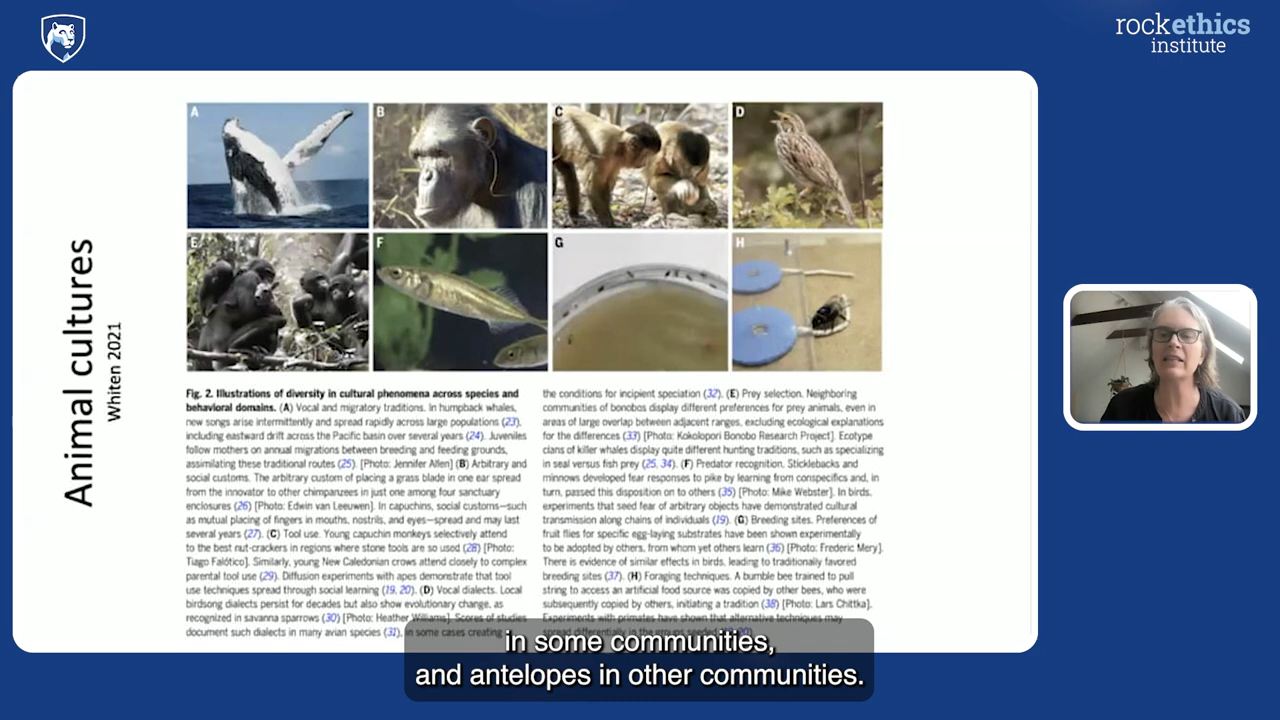 rockethics
institute
Animal cultures
Whiten 2021
A
B
C
D
E
F
G
H
Fig. 2. Illustrations of diversity in cultural phenomena across species and
behavioral domains. (A) Vocal and migratory traditions. In humpback whales,
new songs arise intermittently and spread rapidly across large populations (23),
including eastward drift across the Pacific basin over several years (24). Juveniles
follow mothers on annual migrations between breeding and feeding grounds,
assimilating these traditional routes (25). [Photo: Jennifer Allen] (B) Arbitrary and
social customs. The arbitrary custom of placing a grass blade in one ear spread
from the innovator to other chimpanzees in just one among four sanctuary
enclosures (26) [Photo: Edwin van Leeuwen]. In capuchins, social customs—such
as mutual placing of fingers in mouths, nostrils, and eyes—spread and may last
several years (27). (C) Tool use. Young capuchin monkeys selectively attend
to the best nut-crackers in regions where stone tools are so used (28) [Photo:
Tiago Falótico]. Similarly, young New Caledonian crows attend closely to complex
parental tool use (29). Diffusion experiments with apes demonstrate that tool
use techniques spread through social learning (19, 20). (D) Vocal dialects. Local
birdsong dialects persist for decades but also show evolutionary change, as
recognized in savanna sparrows (30) [Photo: Heather Williams]. Scores of studies
document such dialects in many avian species (31), in some cases creating
the conditions for incipient speciation (32). (E) Prey selection. Neighboring
communities of bonobos display different preferences for prey animals, even in
areas of large overlap between adjacent ranges, excluding ecological explanations
for the differences (33) [Photo: Kokolopori Bonobo Research Project]. Ecotype
clans of killer whales display quite different hunting traditions, such as specializing
in seal versus fish prey (25, 34). (F) Predator recognition. Sticklebacks and
minnows developed fear responses to pike by learning from conspecifics and, in
turn, passed this disposition on to others (35) [Photo: Mike Webster]. In birds,
experiments that seed fear of arbitrary objects have demonstrated cultural
transmission along chains of individuals (19). (G) Breeding sites. Preferences of
fruit flies for specific egg-laying substrates have been shown experimentally
to be adopted by others, from whom yet others learn (36) [Photo: Frederic Mery].
There is evidence of similar effects in birds, leading to traditionally favored
breeding sites (37). (H) Foraging techniques. A bumble bee trained to pull
string to access an artificial food source was copied by other bees, who were
subsequently copied by others, initiating a tradition (38) [Photo: Lars Chittka].
Experiments with primates have shown that alternative techniques may
spread differentially in the groups seeded
in some communities,
and antelopes in other communities.